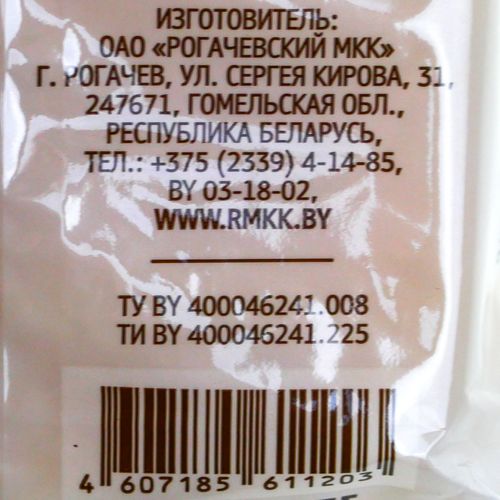 ИЗГОТОВИТЕЛЬ:
ОАО «РОГАЧЕВСКИЙ МКК»
Г. РОГАЧЕВ, УЛ. СЕРГЕЯ КИРОВА, 31,
247671, ГОМЕЛЬСКАЯ ОБЛ.,
РЕСПУБЛИКА БЕЛАРУСЬ,
ТЕЛ.: +375 (2339) 4-14-85,
BY 03-18-02,
WWW.RMKK.BY
ТУ BY 400046241.008
ТИ BY 400046241.225
4 607185 611203